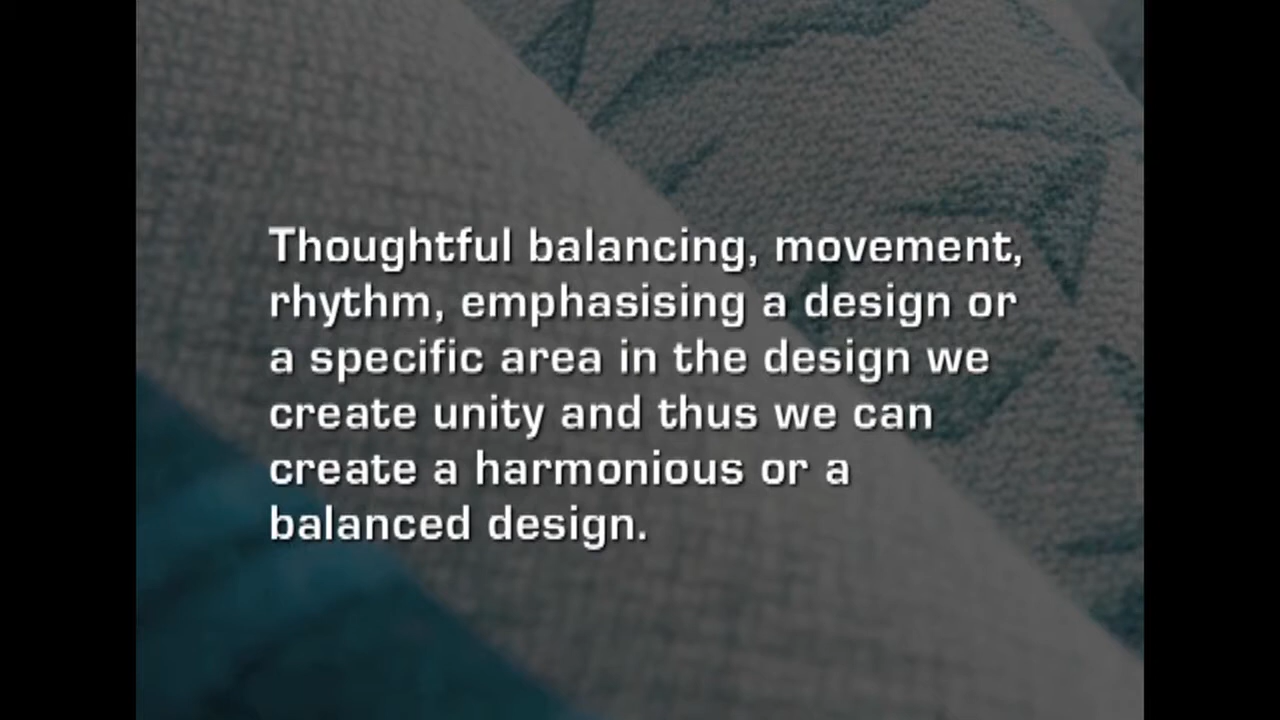 Thoughtful balancing, movement,
rhythm, emphasising a design or
a specific area in the design we
create unity and thus we can
create a harmonious or a
balanced design.